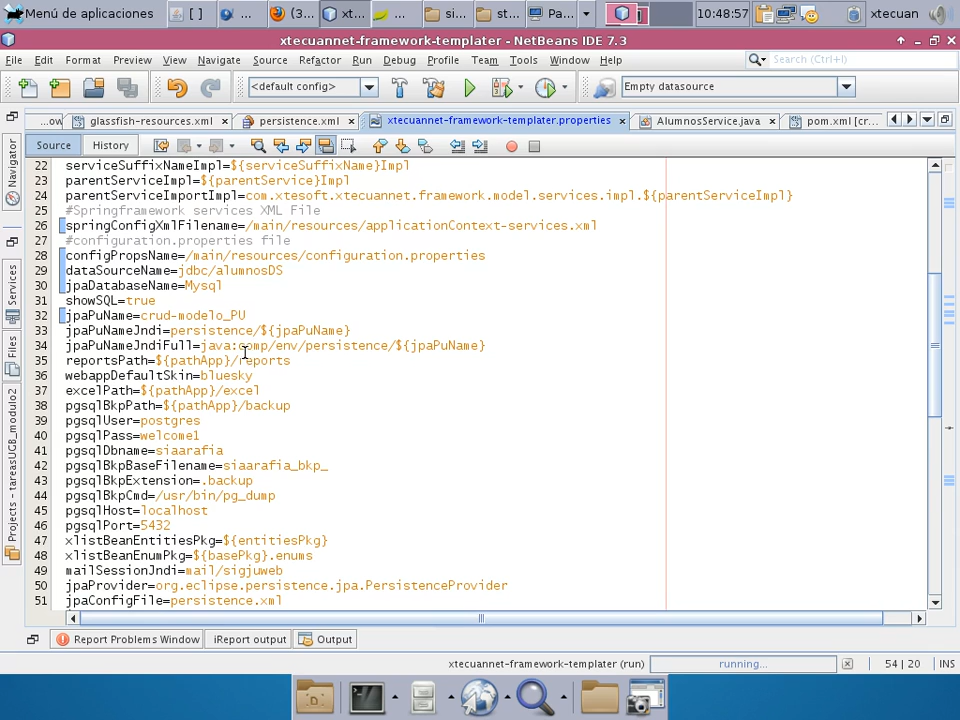 Menú de aplicaciones [ ] ... (3... xt... ... si... st... Pa... 10:48:57 xtecuan
xtecuannet-framework-templater - NetBeans IDE 7.3
File Edit Format Preview View Navigate Source Refactor Run Debug Profile Team Tools Window Help Search (Ctrl+I)
<default config> Empty datasource
...ow glassfish-resources.xml persistence.xml xtecuannet-framework-templater.properties AlumnosService.java pom.xml [cr...
Source History
Navigator
Services
Files
Projects - tareasUGB_modulo2
22 serviceSuffixNameImpl=${serviceSuffixName}Impl
23 parentServiceImpl=${parentService}Impl
24 parentServiceImportImpl=com.xtesoft.xtecuannet.framework.model.services.impl.${parentServiceImpl}
25 #Springframework services XML File
26 springConfigXmlFilename=/main/resources/applicationContext-services.xml
27 #configuration.properties file
28 configPropsName=/main/resources/configuration.properties
29 dataSourceName=jdbc/alumnosDS
30 jpaDatabaseName=Mysql
31 showSQL=true
32 jpaPuName=crud-modelo_PU
33 jpaPuNameJndi=persistence/${jpaPuName}
34 jpaPuNameJndiFull=java:comp/env/persistence/${jpaPuName}
35 reportsPath=${pathApp}/reports
36 webappDefaultSkin=bluesky
37 excelPath=${pathApp}/excel
38 pgsqlBkpPath=${pathApp}/backup
39 pgsqlUser=postgres
40 pgsqlPass=welcome1
41 pgsqlDbname=siaarafia
42 pgsqlBkpBaseFilename=siaarafia_bkp_
43 pgsqlBkpExtension=.backup
44 pgsqlBkpCmd=/usr/bin/pg_dump
45 pgsqlHost=localhost
46 pgsqlPort=5432
47 xlistBeanEntitiesPkg=${entitiesPkg}
48 xlistBeanEnumPkg=${basePkg}.enums
49 mailSessionJndi=mail/sigjuweb
50 jpaProvider=org.eclipse.persistence.jpa.PersistenceProvider
51 jpaConfigFile=persistence.xml
Report Problems Window iReport output Output
xtecuannet-framework-templater (run) running... 54 | 20 INS